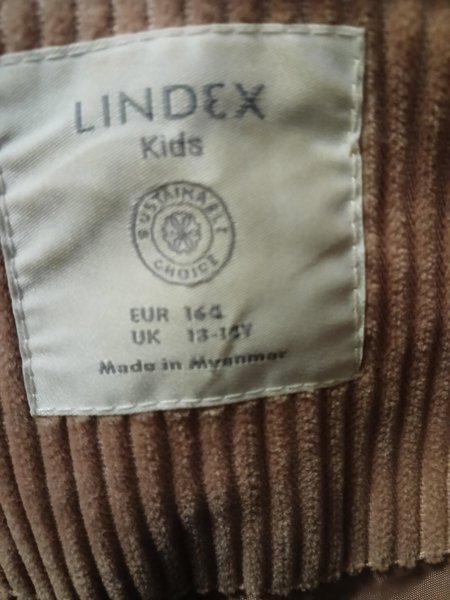 LINDEX
Kids
SUSTAINABLE
CHOICE
EUR 164
UK 13-14Y
Made in Myanmar